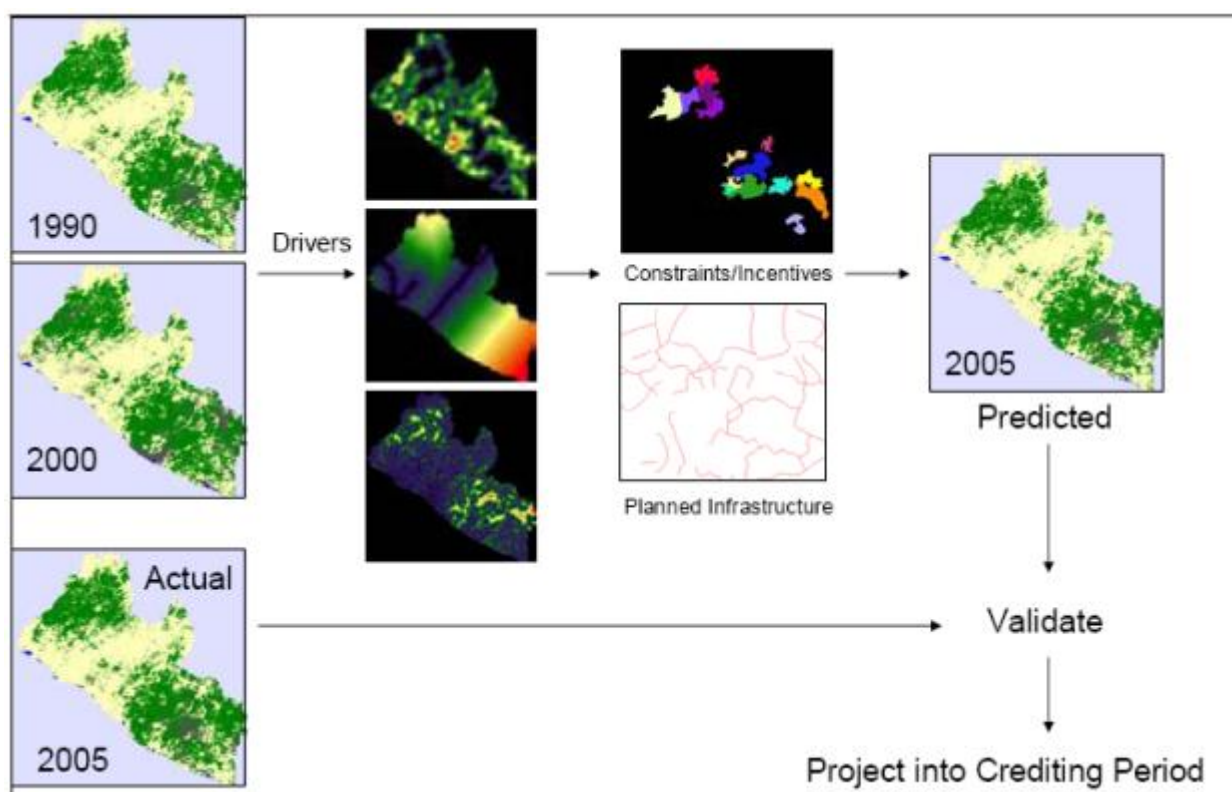 1990
Drivers
Constraints/Incentives
2000
2005
Predicted
Planned Infrastructure
Actual
2005
Validate
Project into Crediting Period